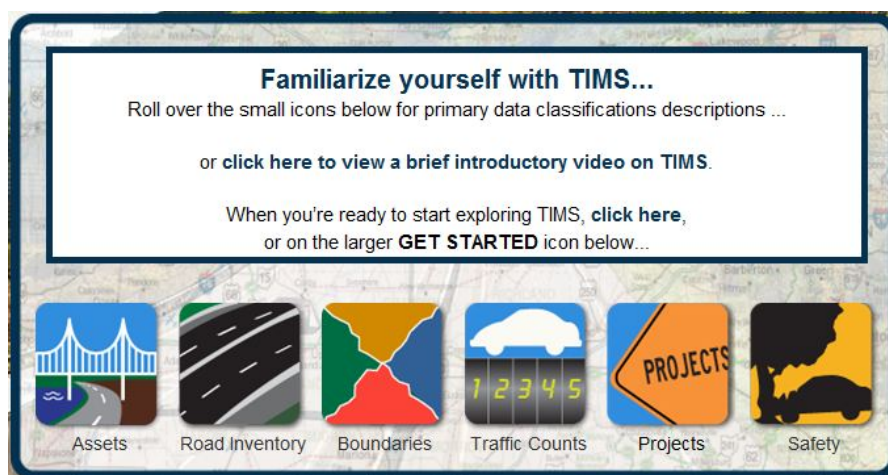 Familiarize yourself with TIMS...
Roll over the small icons below for primary data classifications descriptions ...
or click here to view a brief introductory video on TIMS.
When you're ready to start exploring TIMS, click here,
or on the larger GET STARTED icon below...
1 2 3 4 5
PROJECTS
Assets
Road Inventory
Boundaries
Traffic Counts
Projects
Safety